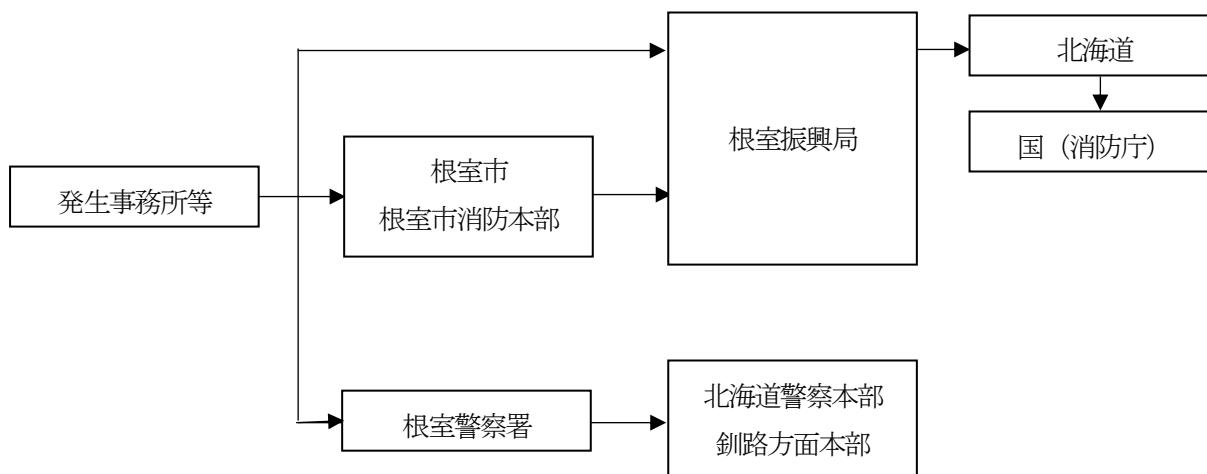 発生事務所等
根室市
根室市消防本部
根室警察署
根室振興局
北海道警察本部
釧路方面本部
北海道
国（消防庁）